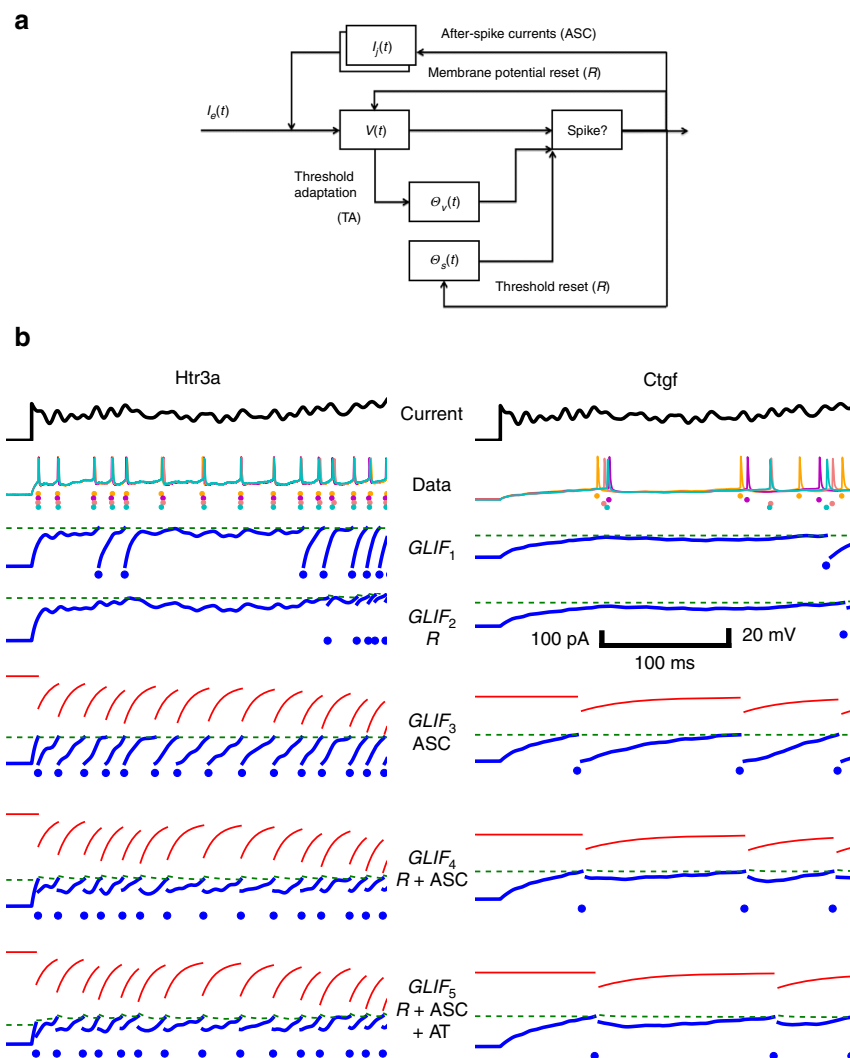 a
I_j(t)
After-spike currents (ASC)
Membrane potential reset (R)
I_e(t)
V(t)
Spike?
Threshold
adaptation
(TA)
Θ_v(t)
Θ_s(t)
Threshold reset (R)
b
Htr3a
Ctgf
Current
Data
GLIF_1
GLIF_2
R
100 pA
20 mV
100 ms
GLIF_3
ASC
GLIF_4
R + ASC
GLIF_5
R + ASC
+ AT